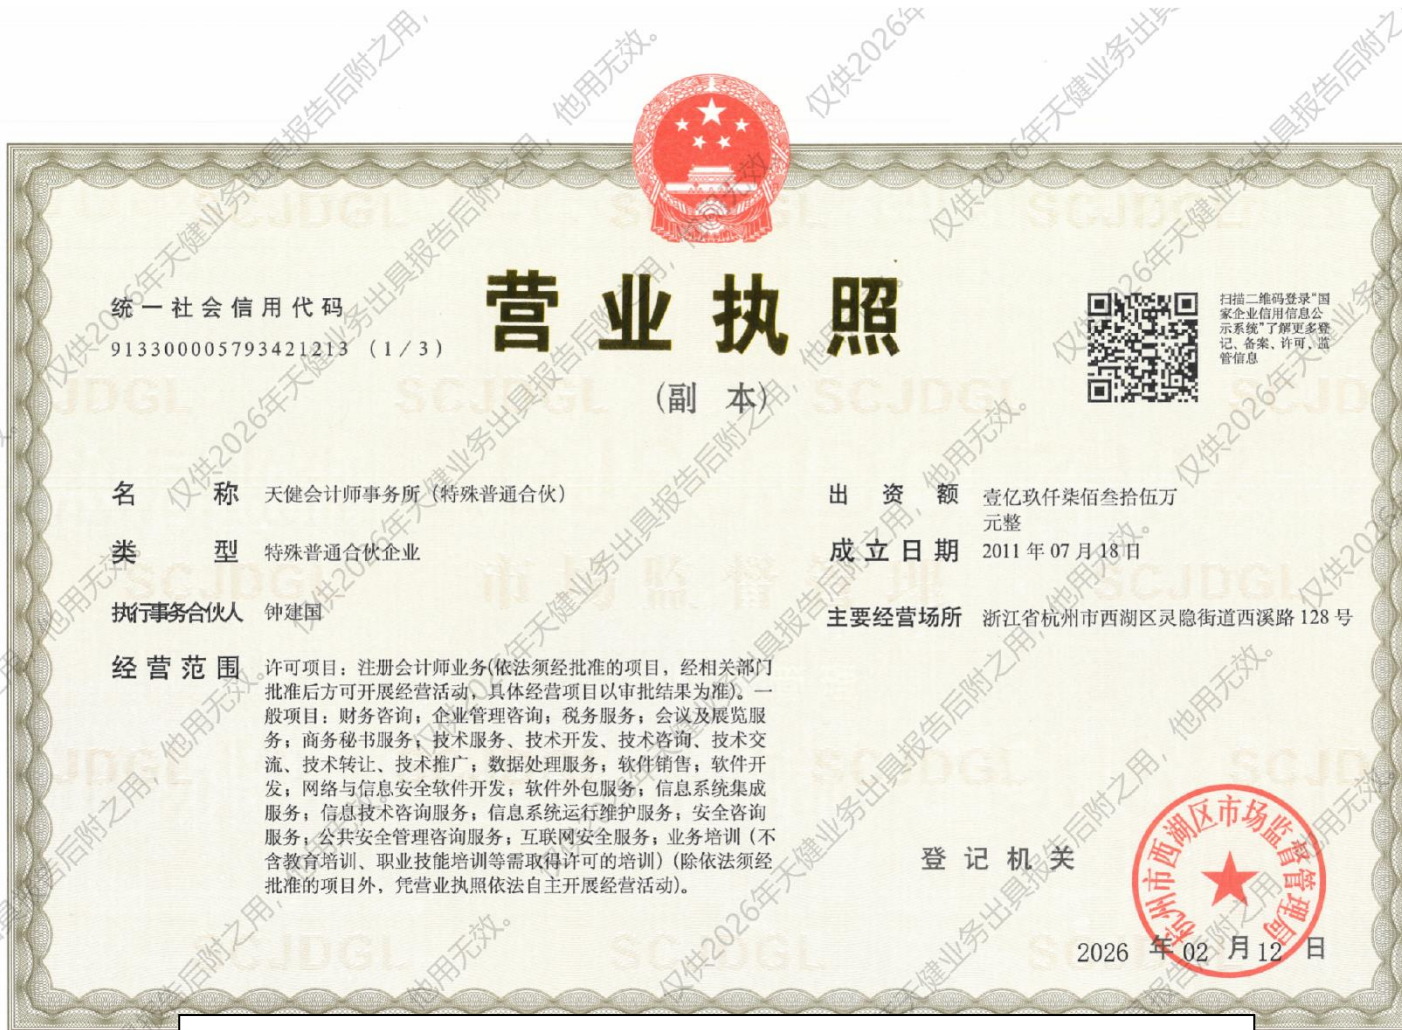 营业执照
（副 本）
统一社会信用代码
913300005793421213（1/3）
扫描二维码登录“国
家企业信用信息公
示系统”了解更多登
记、备案、许可、监
管信息
名 称 天健会计师事务所（特殊普通合伙）
类 型 特殊普通合伙企业
执行事务合伙人 钟建国
经营范围 许可项目：注册会计师业务(依法须经批准的项目，经相关部门
批准后方可开展经营活动，具体经营项目以审批结果为准)。一
般项目：财务咨询；企业管理咨询；税务服务；会议及展览服
务；商务秘书服务；技术服务、技术开发、技术咨询、技术交
流、技术转让、技术推广；数据处理服务；软件销售；软件开
发；网络与信息安全软件开发；软件外包服务；信息系统集成
服务；信息技术咨询服务；信息系统运行维护服务；安全咨询
服务；公共安全管理咨询服务；互联网安全服务；业务培训（不
含教育培训、职业技能培训等需取得许可的培训）(除依法须经
批准的项目外，凭营业执照依法自主开展经营活动)。
出 资 额 壹亿玖仟柒佰叁拾伍万
元整
成立日期 2011 年 07 月 18 日
主要经营场所 浙江省杭州市西湖区灵隐街道西溪路 128 号
登记机关
杭州市西湖区市场监督管理局
2026 年 02 月 12 日
仅供2026年天健业务出具报告后附之用，他用无效。
SCJDGL
市场监督管理